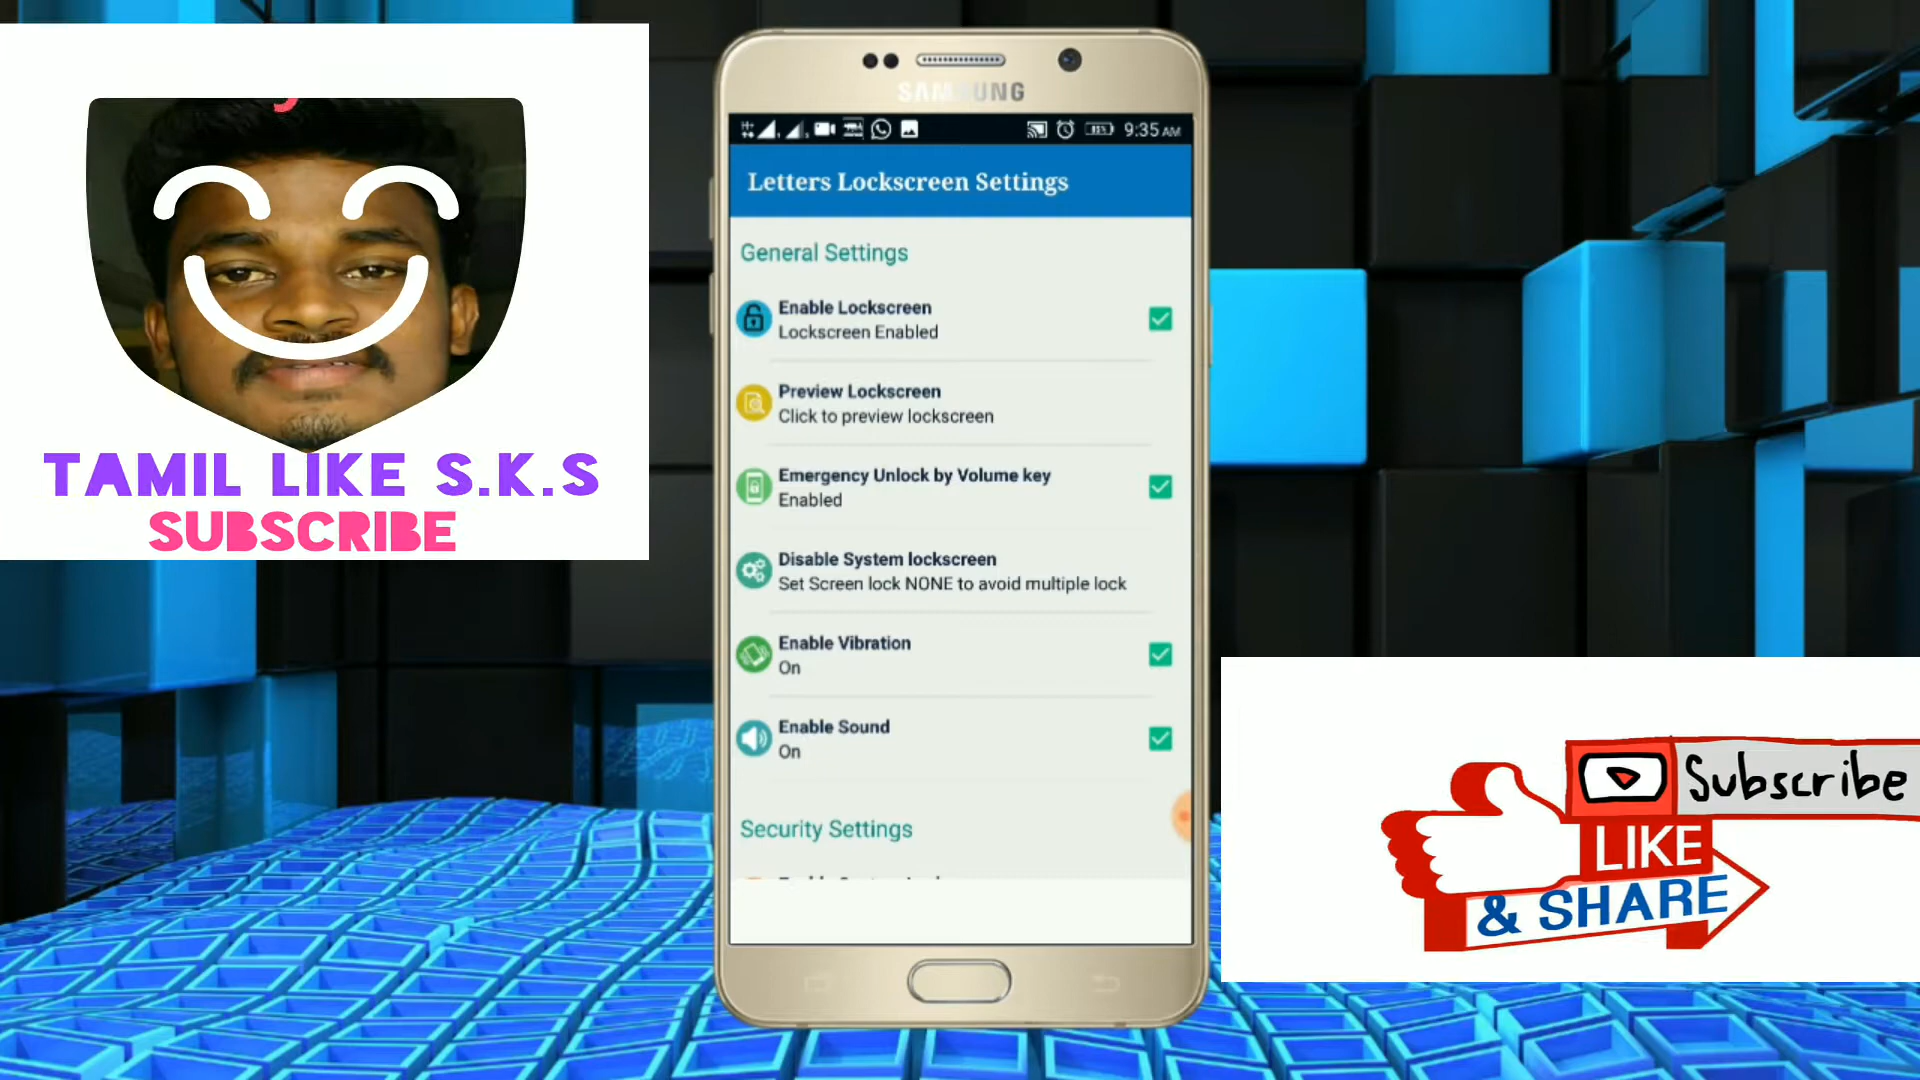 TAMIL LIKE S.K.S
SUBSCRIBE
SAMSUNG
9:35 AM
Letters Lockscreen Settings
General Settings
Enable Lockscreen
Lockscreen Enabled
Preview Lockscreen
Click to preview lockscreen
Emergency Unlock by Volume key
Enabled
Disable System lockscreen
Set Screen lock NONE to avoid multiple lock
Enable Vibration
On
Enable Sound
On
Security Settings
Subscribe
LIKE
& SHARE